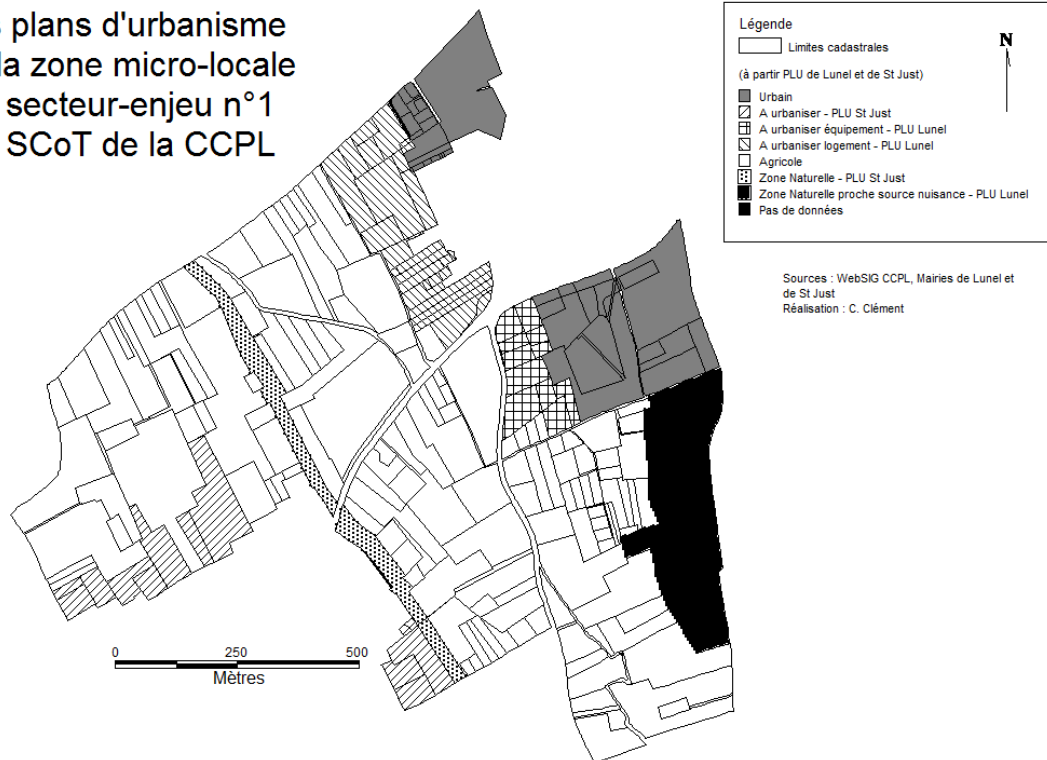 plans d'urbanisme
la zone micro-locale
secteur-enjeu n°1
SCoT de la CCPL
Légende
Limites cadastrales
(à partir PLU de Lunel et de St Just)
Urbain
A urbaniser - PLU St Just
A urbaniser équipement - PLU Lunel
A urbaniser logement - PLU Lunel
Agricole
Zone Naturelle - PLU St Just
Zone Naturelle proche source nuisance - PLU Lunel
Pas de données
N
Sources : WebSIG CCPL, Mairies de Lunel et
de St Just
Réalisation : C. Clément
0 250 500
Mètres